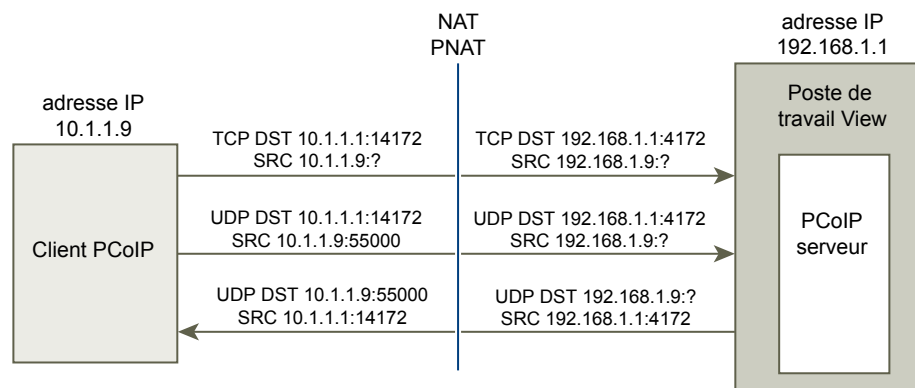 NAT
PNAT
adresse IP
192.168.1.1
adresse IP
10.1.1.9
Poste de
travail View
TCP DST 10.1.1.1:14172
SRC 10.1.1.9:?
TCP DST 192.168.1.1:4172
SRC 192.168.1.9:?
Client PCoIP
UDP DST 10.1.1.1:14172
SRC 10.1.1.9:55000
UDP DST 192.168.1.1:4172
SRC 192.168.1.9:?
PCoIP
serveur
UDP DST 10.1.1.9:55000
SRC 10.1.1.1:14172
UDP DST 192.168.1.9:?
SRC 192.168.1.1:4172